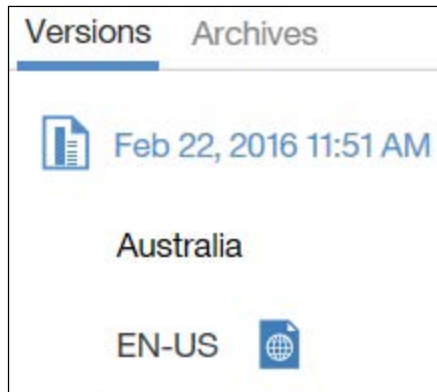 Versions Archives
Feb 22, 2016 11:51 AM
Australia
EN-US